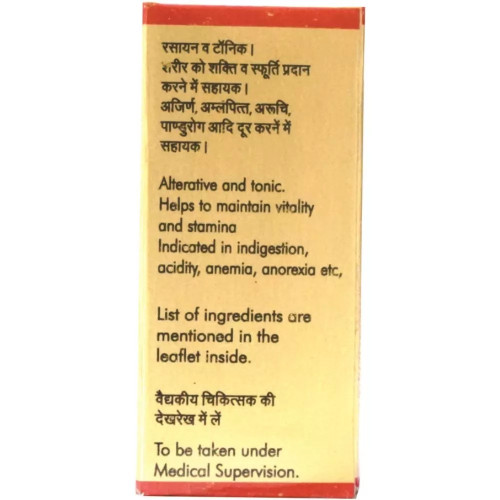 रसायन व टॉनिक।
शरीर को शक्ति व स्फूर्ति प्रदान
करने में सहायक।
अजिर्ण, अम्लपित्त, अरूचि,
पाण्डुरोग आदि दूर करनें में
सहायक।
Alterative and tonic.
Helps to maintain vitality
and stamina
Indicated in indigestion,
acidity, anemia, anorexia etc,
List of ingredients are
mentioned in the
leaflet inside.
वैद्यकीय चिकित्सक की
देखरेख में लें
To be taken under
Medical Supervision.